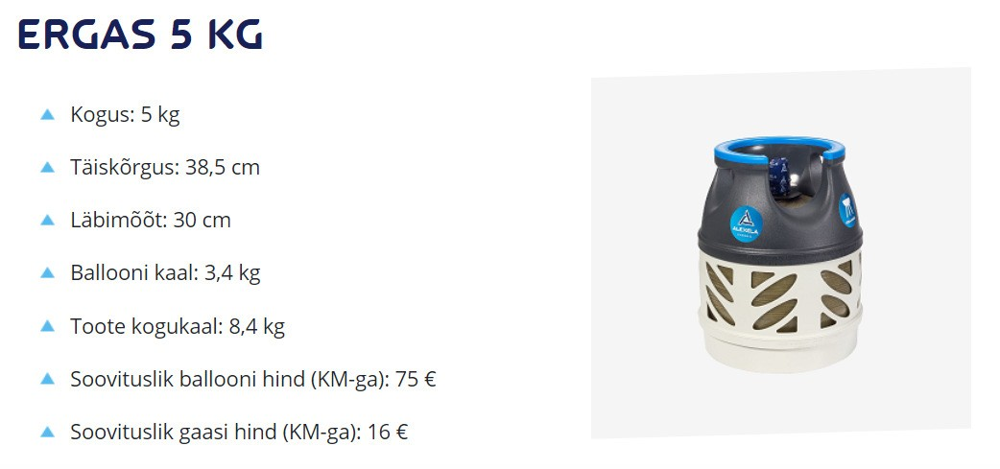 ERGAS 5 KG
Kogus: 5 kg
Täiskõrgus: 38,5 cm
Läbimõõt: 30 cm
Ballooni kaal: 3,4 kg
Toote kogukaal: 8,4 kg
Soovituslik ballooni hind (KM-ga): 75 €
Soovituslik gaasi hind (KM-ga): 16 €
ALEXELA